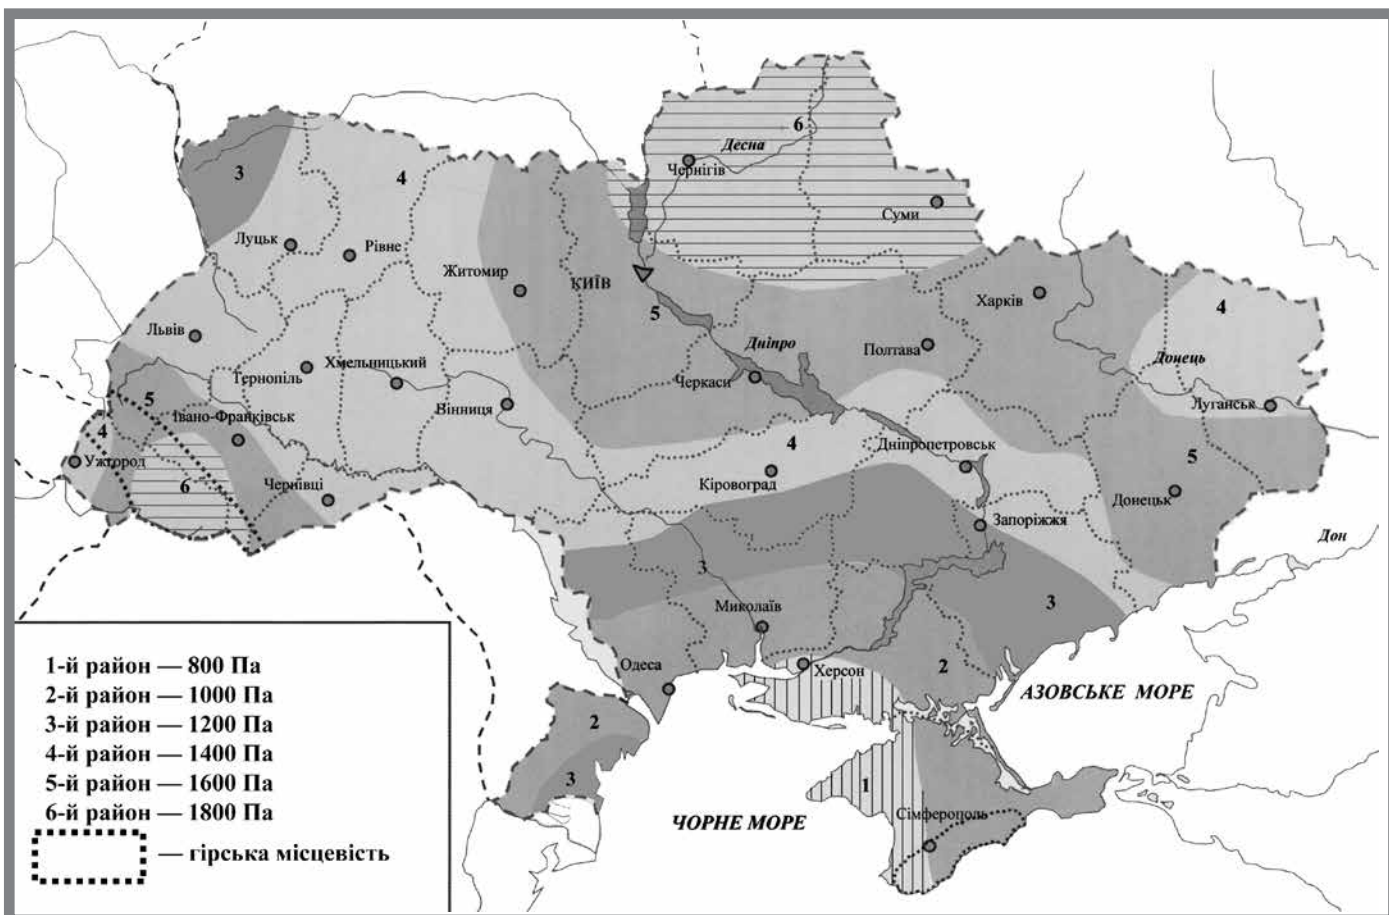 6
Десна
Чернігів
3
4
Суми
Луцьк
Рівне
Житомир
КИЇВ
Харків
4
5
Львів
Дніпро
Полтава
Донець
Хмельницький
Тернопіль
Черкаси
5
Вінниця
Луганськ
Івано-Франківськ
4
4
Дніпропетровськ
5
Ужгород
6
Чернівці
Кіровоград
Донецьк
Запоріжжя
Дон
3
3
Миколаїв
Одеса
Херсон
2
АЗОВСЬКЕ МОРЕ
2
3
1
Сімферополь
ЧОРНЕ МОРЕ
1-й район — 800 Па
2-й район — 1000 Па
3-й район — 1200 Па
4-й район — 1400 Па
5-й район — 1600 Па
6-й район — 1800 Па
— гірська місцевість